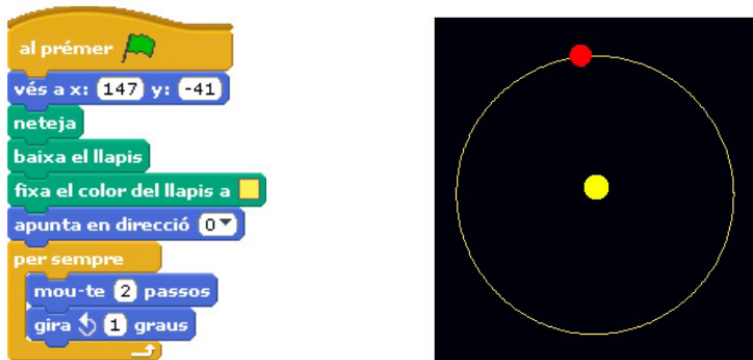 al prémer
vés a x: 147 y: -41
neteja
baixa el llapis
fixa el color del llapis a
apunta en direcció 0
per sempre
mou-te 2 passos
gira 1 graus